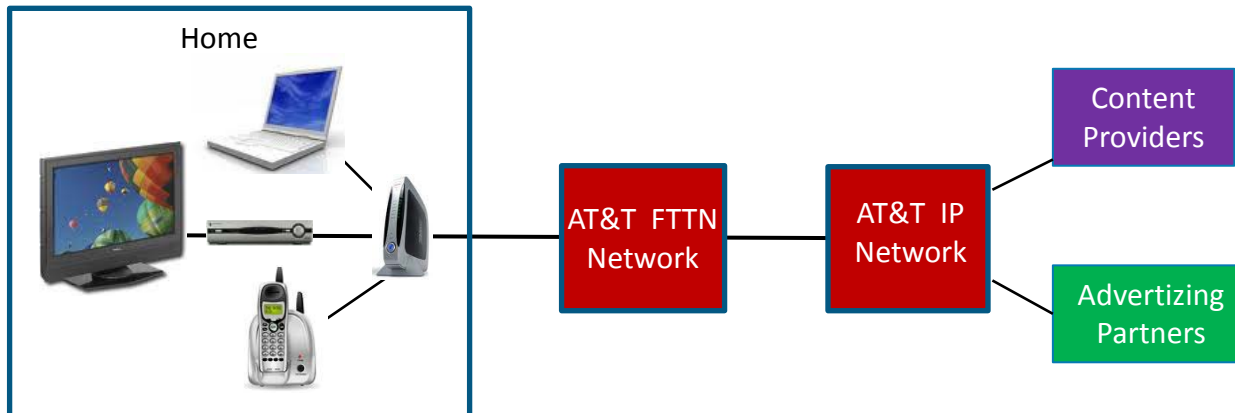 Home
AT&T FTTN
Network
AT&T IP
Network
Content
Providers
Advertizing
Partners